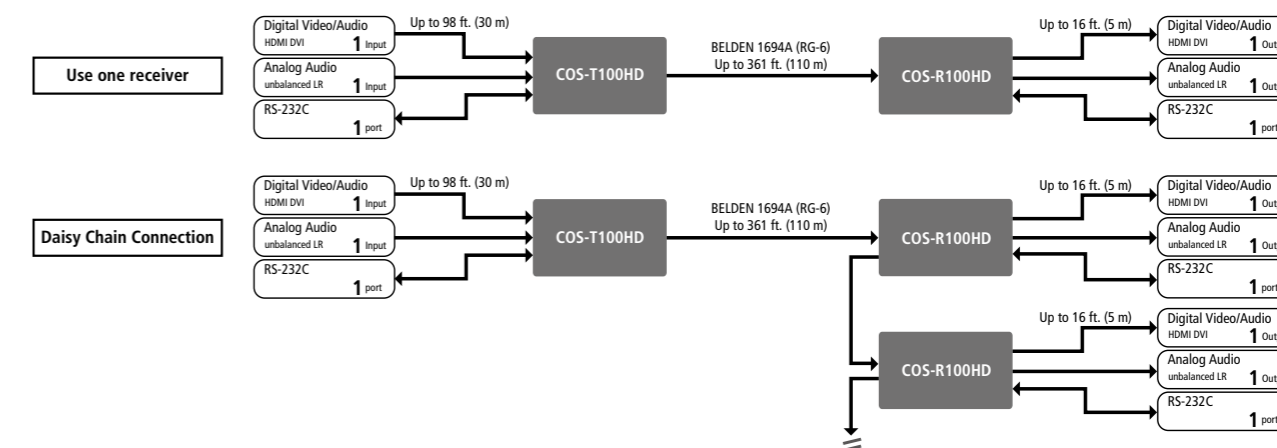 Use one receiver
Digital Video/Audio
HDMI DVI 1 Input
Analog Audio
unbalanced LR 1 Input
RS-232C
1 port
Up to 98 ft. (30 m)
COS-T100HD
BELDEN 1694A (RG-6)
Up to 361 ft. (110 m)
COS-R100HD
Up to 16 ft. (5 m)
Digital Video/Audio
HDMI DVI 1 Out
Analog Audio
unbalanced LR 1 Out
RS-232C
1 port
Daisy Chain Connection
Digital Video/Audio
HDMI DVI 1 Input
Analog Audio
unbalanced LR 1 Input
RS-232C
1 port
Up to 98 ft. (30 m)
COS-T100HD
BELDEN 1694A (RG-6)
Up to 361 ft. (110 m)
COS-R100HD
Up to 16 ft. (5 m)
Digital Video/Audio
HDMI DVI 1 Out
Analog Audio
unbalanced LR 1 Out
RS-232C
1 port
COS-R100HD
Up to 16 ft. (5 m)
Digital Video/Audio
HDMI DVI 1 Out
Analog Audio
unbalanced LR 1 Out
RS-232C
1 port